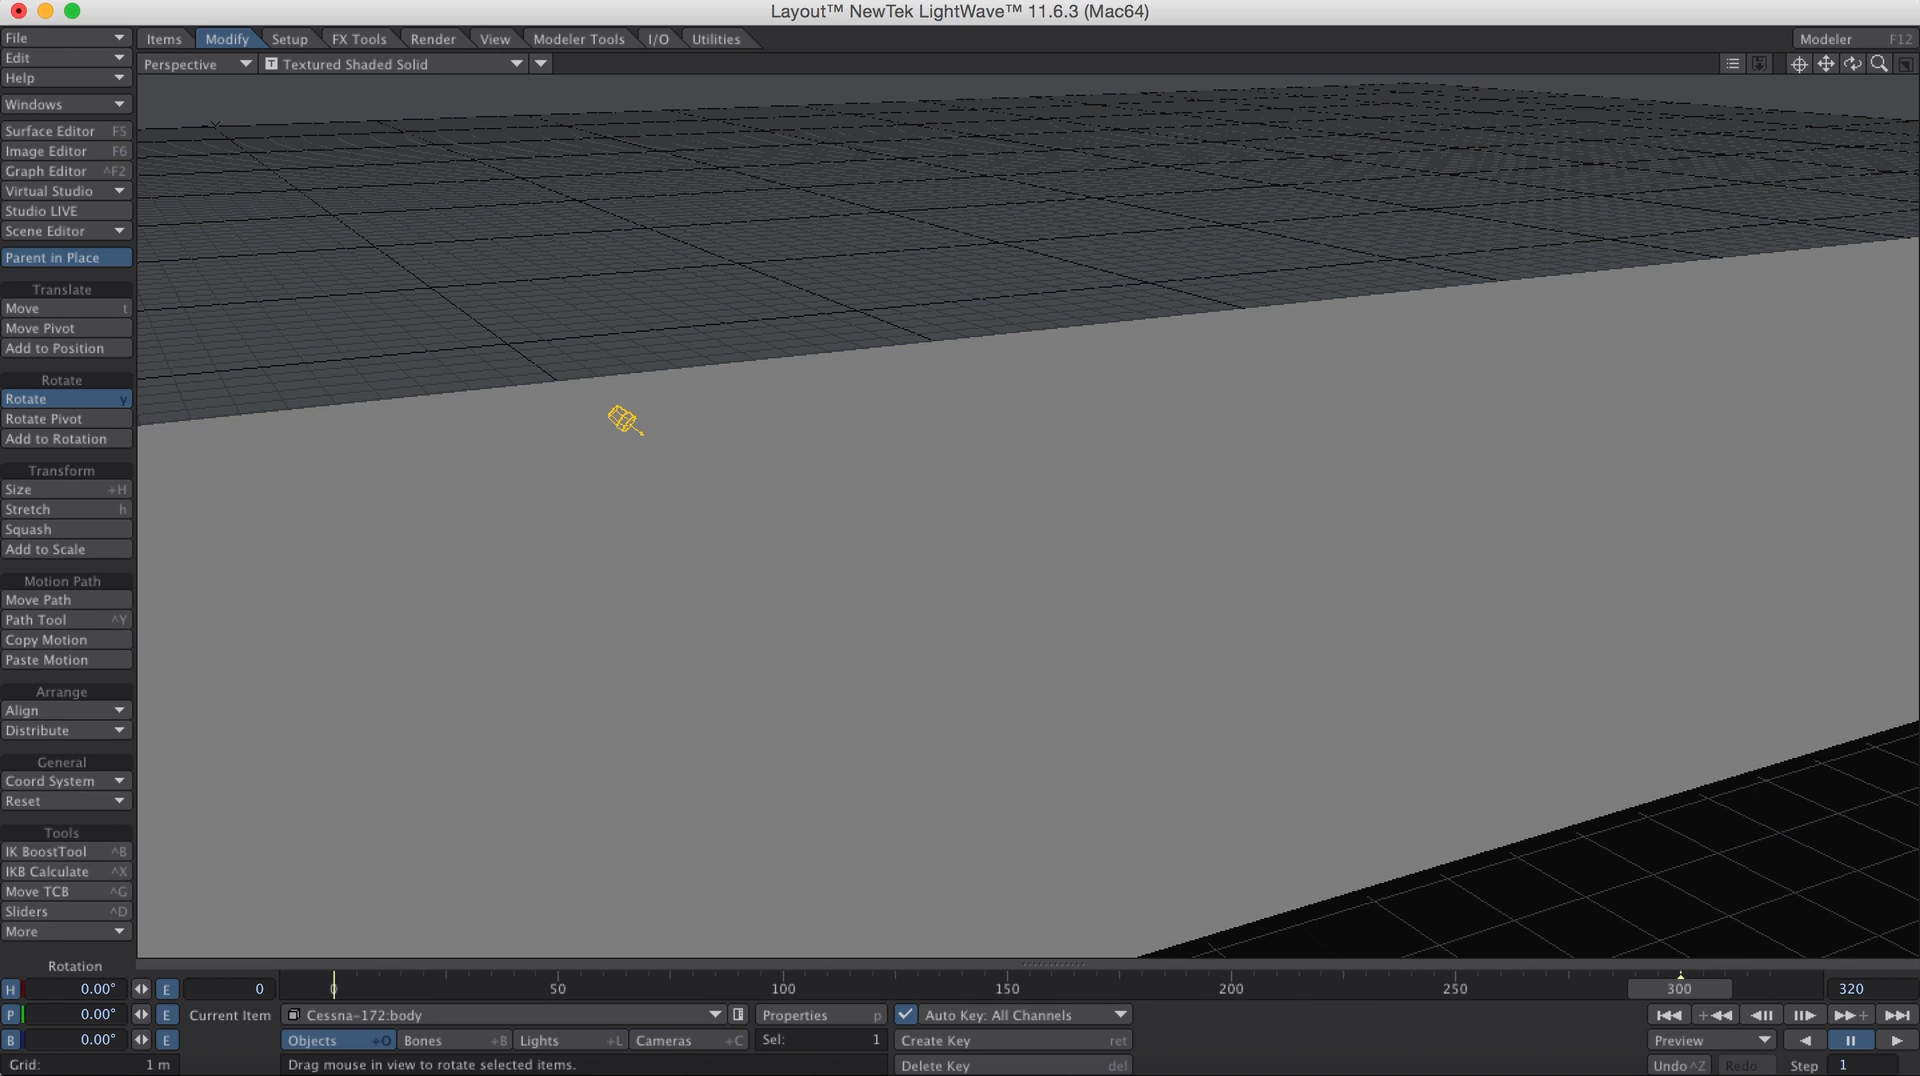 Layout™ NewTek LightWave™ 11.6.3 (Mac64)
File
Edit
Help
Windows
Surface Editor F5
Image Editor F6
Graph Editor ^F2
Virtual Studio
Studio LIVE
Scene Editor
Parent in Place
Translate
Move t
Move Pivot
Add to Position
Rotate
Rotate y
Rotate Pivot
Add to Rotation
Transform
Size +H
Stretch h
Squash
Add to Scale
Motion Path
Move Path
Path Tool ^Y
Copy Motion
Paste Motion
Arrange
Align
Distribute
General
Coord System
Reset
Tools
IK BoostTool ^B
IKB Calculate ^X
Move TCB ^G
Sliders ^D
More
Items Modify Setup FX Tools Render View Modeler Tools I/O Utilities Modeler F12
Perspective T Textured Shaded Solid
Rotation
H 0.00° E 0 0 50 100 150 200 250 300 320
P 0.00° E Current Item Cessna-172:body Properties p Auto Key: All Channels
B 0.00° E Objects +O Bones +B Lights +L Cameras +C Sel: 1 Create Key ret Preview
Grid: 1 m Drag mouse in view to rotate selected items. Delete Key del Undo ^Z Redo Step 1